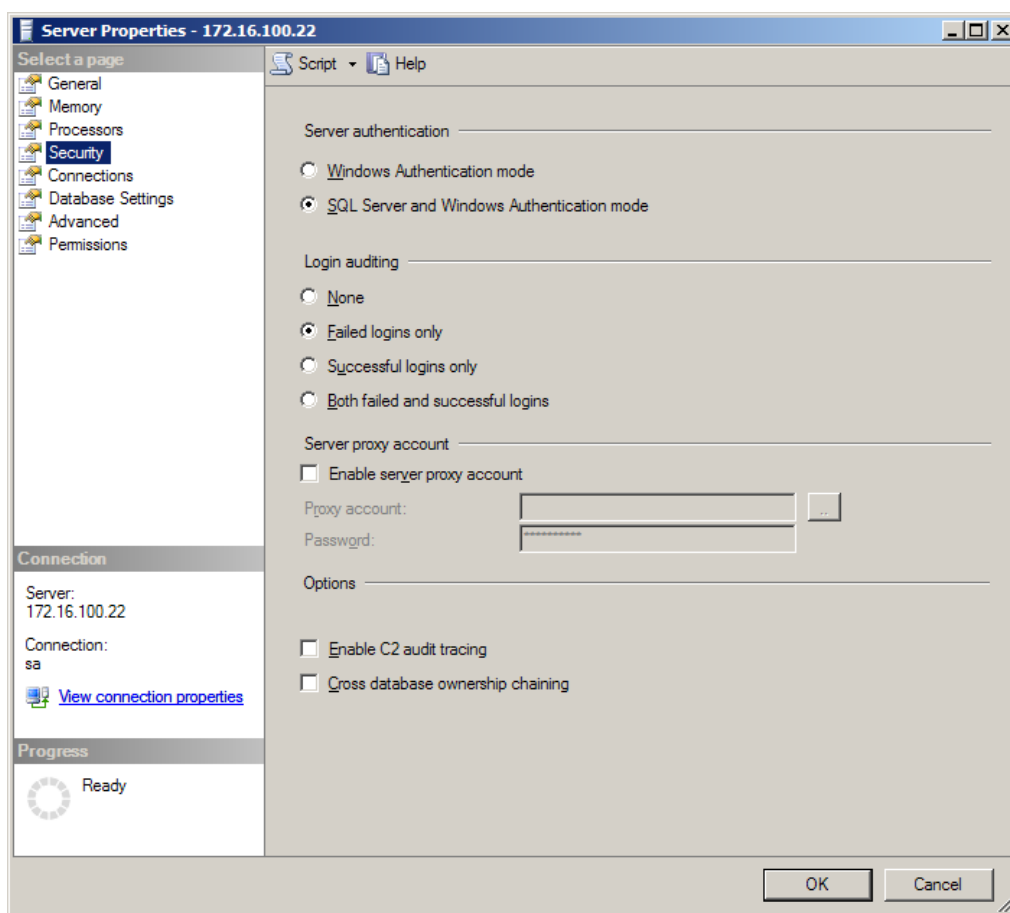 Server Properties - 172.16.100.22
Select a page
General
Memory
Processors
Security
Connections
Database Settings
Advanced
Permissions
Script
Help
Server authentication
Windows Authentication mode
SQL Server and Windows Authentication mode
Login auditing
None
Failed logins only
Successful logins only
Both failed and successful logins
Server proxy account
Enable server proxy account
Proxy account:
..
Password:
**********
Options
Enable C2 audit tracing
Cross database ownership chaining
Connection
Server:
172.16.100.22
Connection:
sa
View connection properties
Progress
Ready
OK
Cancel